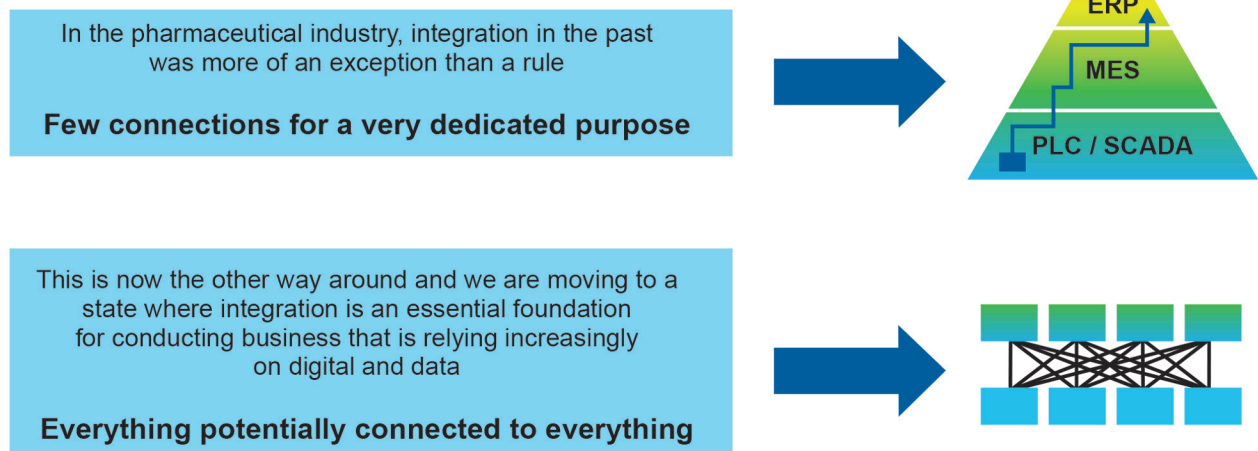 In the pharmaceutical industry, integration in the past
was more of an exception than a rule
Few connections for a very dedicated purpose
ERP
MES
PLC / SCADA
This is now the other way around and we are moving to a
state where integration is an essential foundation
for conducting business that is relying increasingly
on digital and data
Everything potentially connected to everything